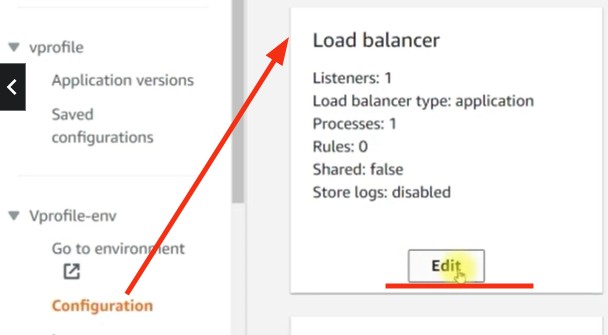 vprofile
Application versions
Saved
configurations
Vprofile-env
Go to environment
Configuration
Load balancer
Listeners: 1
Load balancer type: application
Processes: 1
Rules: 0
Shared: false
Store logs: disabled
Edit